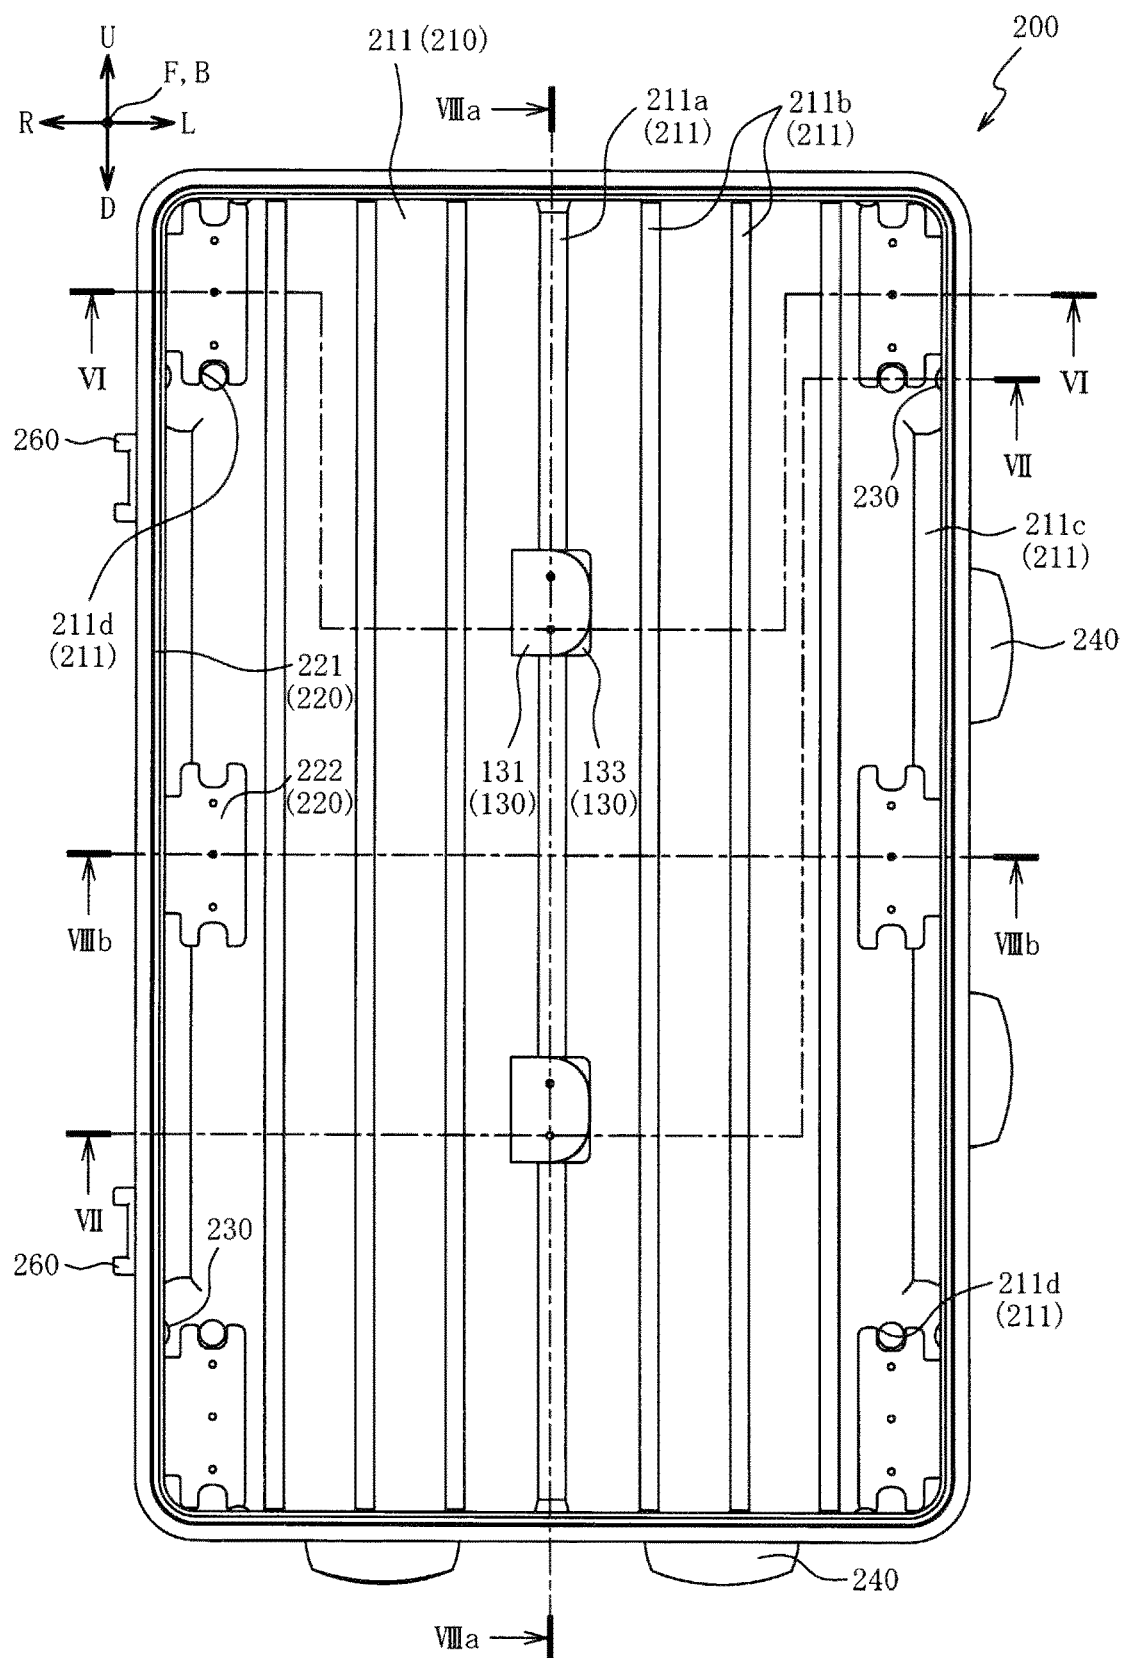 200
U
F, B
R
L
D
211 (210)
Ⅷa
211a
(211)
211b
(211)
Ⅵ
Ⅵ
Ⅶ
260
230
211c
(211)
211d
(211)
221
(220)
240
222
(220)
131
(130)
133
(130)
Ⅷb
Ⅷb
Ⅶ
230
260
211d
(211)
240
Ⅷa